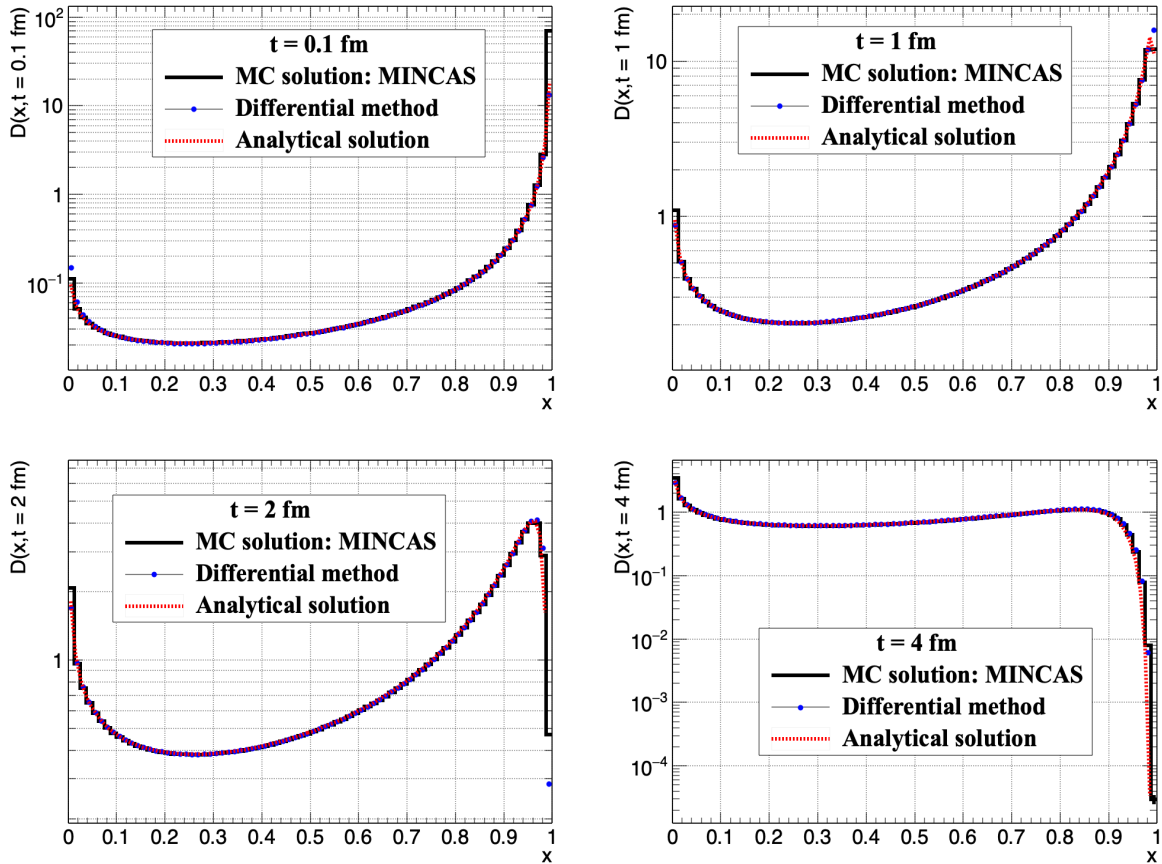 D(x,t = 0.1 fm)
10²
10
1
10⁻¹
t = 0.1 fm
MC solution: MINCAS
Differential method
Analytical solution
0 0.1 0.2 0.3 0.4 0.5 0.6 0.7 0.8 0.9 1
x
D(x,t = 1 fm)
10
1
t = 1 fm
MC solution: MINCAS
Differential method
Analytical solution
0 0.1 0.2 0.3 0.4 0.5 0.6 0.7 0.8 0.9 1
x
D(x,t = 2 fm)
1
t = 2 fm
MC solution: MINCAS
Differential method
Analytical solution
0 0.1 0.2 0.3 0.4 0.5 0.6 0.7 0.8 0.9 1
x
D(x,t = 4 fm)
1
10⁻¹
10⁻²
10⁻³
10⁻⁴
t = 4 fm
MC solution: MINCAS
Differential method
Analytical solution
0 0.1 0.2 0.3 0.4 0.5 0.6 0.7 0.8 0.9 1
x